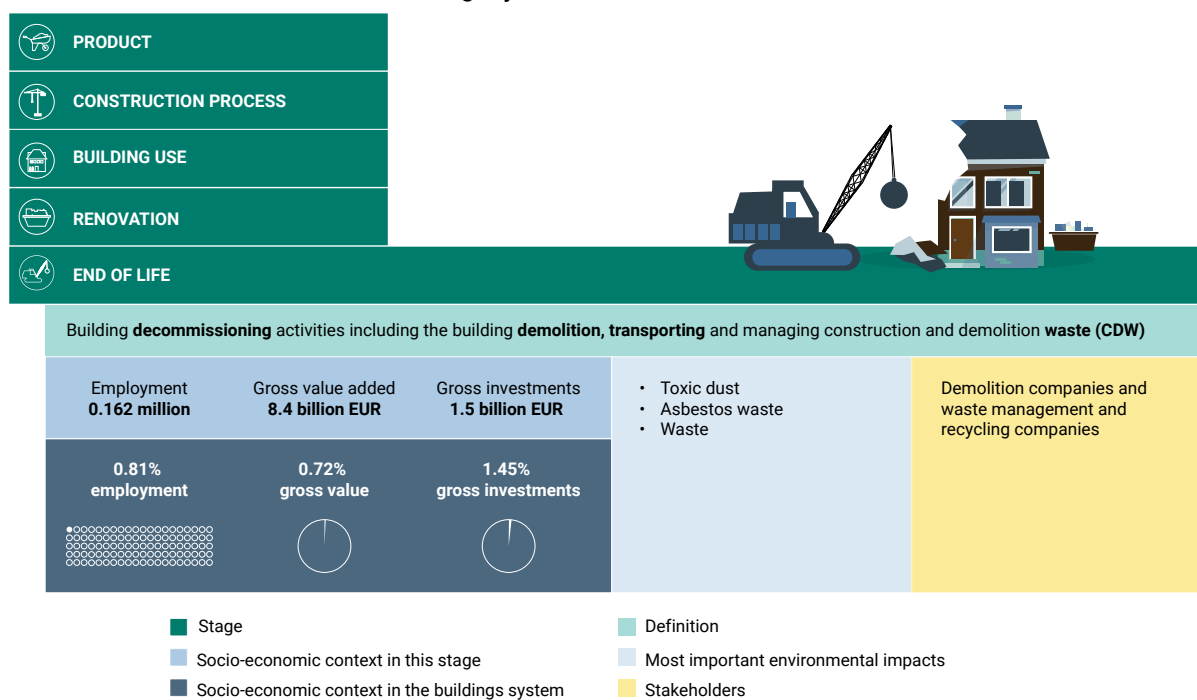 PRODUCT
CONSTRUCTION PROCESS
BUILDING USE
RENOVATION
END OF LIFE
Building decommissioning activities including the building demolition, transporting and managing construction and demolition waste (CDW)
Employment
0.162 million
Gross value added
8.4 billion EUR
Gross investments
1.5 billion EUR
0.81%
employment
0.72%
gross value
1.45%
gross investments
• Toxic dust
• Asbestos waste
• Waste
Demolition companies and
waste management and
recycling companies
Stage
Socio-economic context in this stage
Socio-economic context in the buildings system
Definition
Most important environmental impacts
Stakeholders